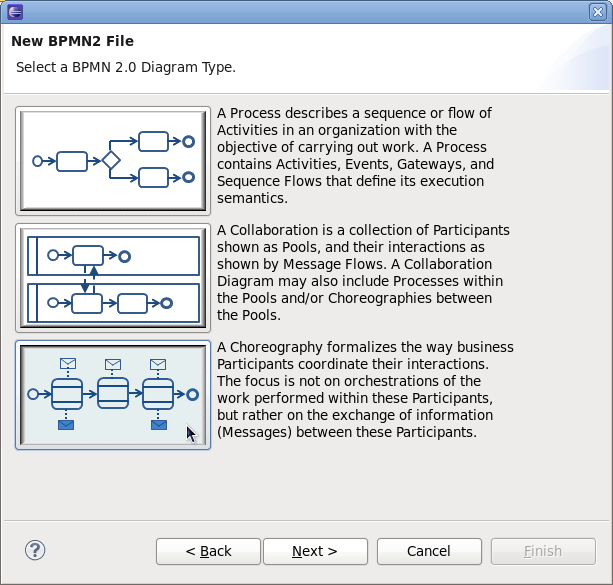 New BPMN2 File
Select a BPMN 2.0 Diagram Type.
A Process describes a sequence or flow of
Activities in an organization with the
objective of carrying out work. A Process
contains Activities, Events, Gateways, and
Sequence Flows that define its execution
semantics.
A Collaboration is a collection of Participants
shown as Pools, and their interactions as
shown by Message Flows. A Collaboration
Diagram may also include Processes within
the Pools and/or Choreographies between
the Pools.
A Choreography formalizes the way business
Participants coordinate their interactions.
The focus is not on orchestrations of the
work performed within these Participants,
but rather on the exchange of information
(Messages) between these Participants.
?
< Back
Next >
Cancel
Finish